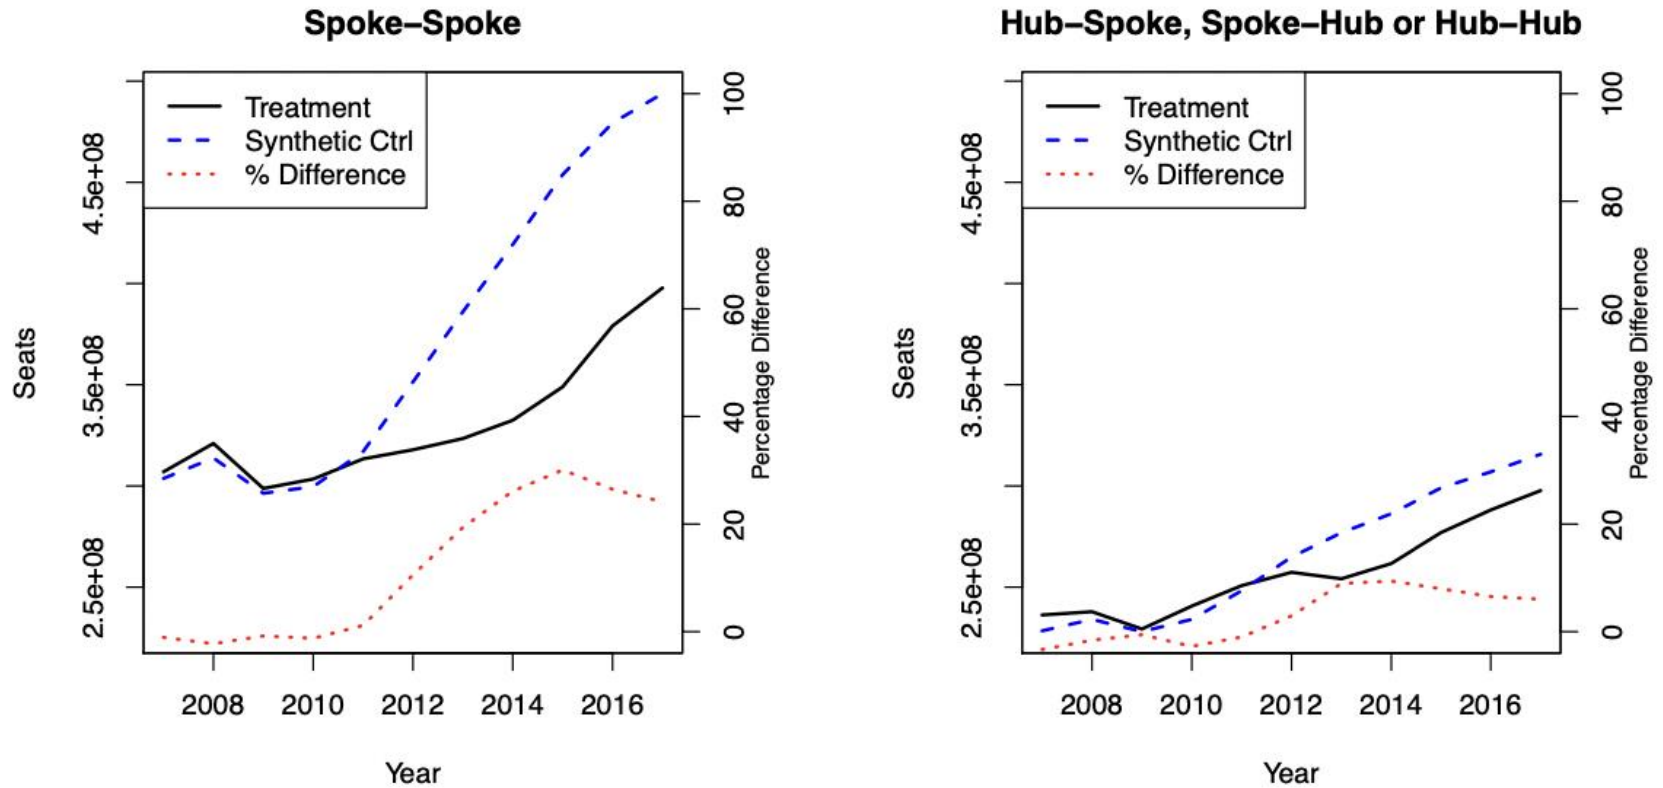 Spoke–Spoke
Treatment
Synthetic Ctrl
% Difference
Seats
4.5e+08
3.5e+08
2.5e+08
100
80
60
40
20
0
Percentage Difference
2008 2010 2012 2014 2016
Year
Hub–Spoke, Spoke–Hub or Hub–Hub
Treatment
Synthetic Ctrl
% Difference
Seats
4.5e+08
3.5e+08
2.5e+08
100
80
60
40
20
0
Percentage Difference
2008 2010 2012 2014 2016
Year